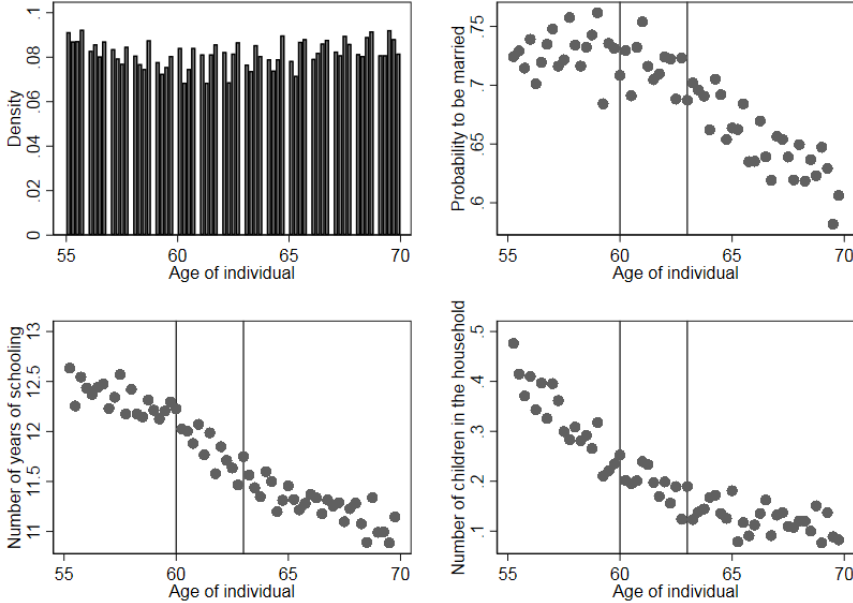 Density
.1
.08
.06
.04
.02
0
55 60 65 70
Age of individual
Probability to be married
.75
.7
.65
.6
55 60 65 70
Age of individual
Number of years of schooling
13
12.5
12
11.5
11
55 60 65 70
Age of individual
Number of children in the household
.5
.4
.3
.2
.1
55 60 65 70
Age of individual